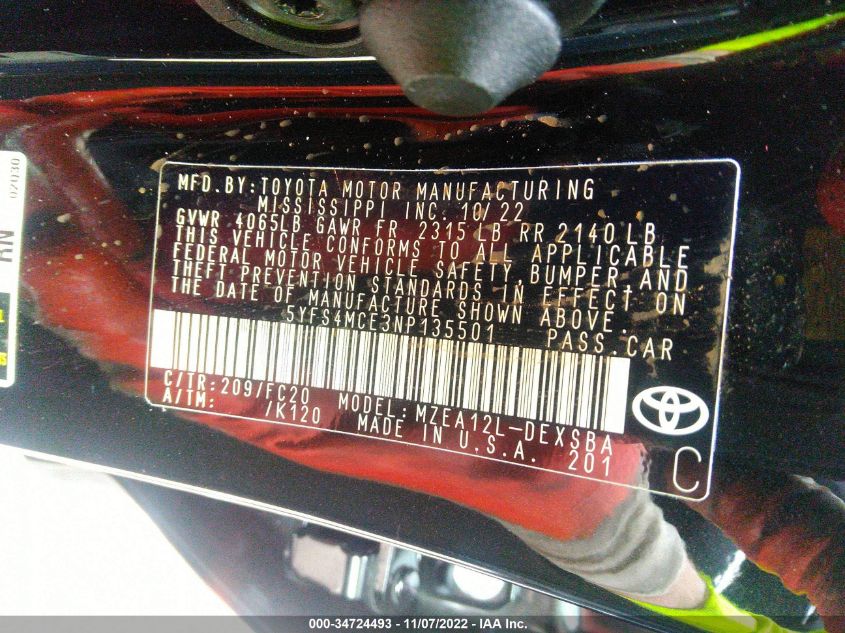 MFD.BY:TOYOTA MOTOR MANUFACTURING
MISSISSIPPI INC. 10/22
GVWR 4065LB GAWR FR 2315 LB RR 2140 LB
THIS VEHICLE CONFORMS TO ALL APPLICABLE
FEDERAL MOTOR VEHICLE SAFETY, BUMPER, AND
THEFT PREVENTION STANDARDS IN EFFECT ON
THE DATE OF MANUFACTURE SHOWN ABOVE.
5YFS4MCE3NP135501 PASS.CAR
C/TR:209/FC20 MODEL: MZEA12L-DEXSBA
A/TM: /K120 MADE IN U.S.A. 201
C
RN
000-34724493 - 11/07/2022 - IAA Inc.